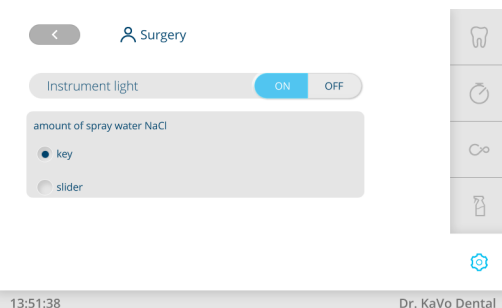 Surgery
Instrument light ON OFF
amount of spray water NaCl
key
slider
13:51:38 Dr. KaVo Dental